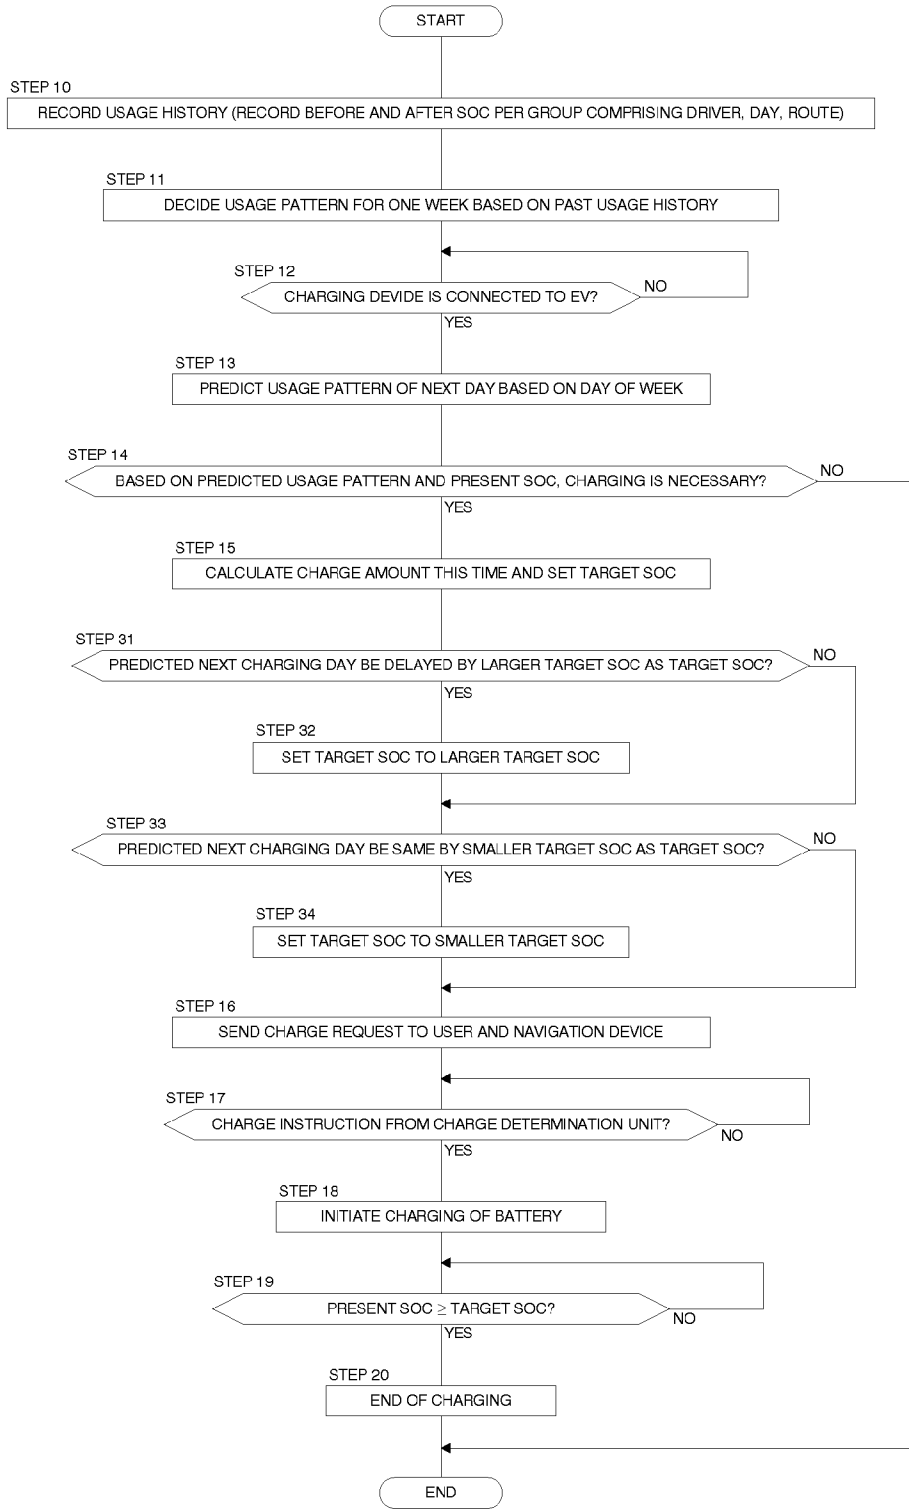 START
STEP 10
RECORD USAGE HISTORY (RECORD BEFORE AND AFTER SOC PER GROUP COMPRISING DRIVER, DAY, ROUTE)
STEP 11
DECIDE USAGE PATTERN FOR ONE WEEK BASED ON PAST USAGE HISTORY
STEP 12
CHARGING DEVIDE IS CONNECTED TO EV?
NO
YES
STEP 13
PREDICT USAGE PATTERN OF NEXT DAY BASED ON DAY OF WEEK
STEP 14
BASED ON PREDICTED USAGE PATTERN AND PRESENT SOC, CHARGING IS NECESSARY?
NO
YES
STEP 15
CALCULATE CHARGE AMOUNT THIS TIME AND SET TARGET SOC
STEP 31
PREDICTED NEXT CHARGING DAY BE DELAYED BY LARGER TARGET SOC AS TARGET SOC?
NO
YES
STEP 32
SET TARGET SOC TO LARGER TARGET SOC
STEP 33
PREDICTED NEXT CHARGING DAY BE SAME BY SMALLER TARGET SOC AS TARGET SOC?
NO
YES
STEP 34
SET TARGET SOC TO SMALLER TARGET SOC
STEP 16
SEND CHARGE REQUEST TO USER AND NAVIGATION DEVICE
STEP 17
CHARGE INSTRUCTION FROM CHARGE DETERMINATION UNIT?
NO
YES
STEP 18
INITIATE CHARGING OF BATTERY
STEP 19
PRESENT SOC ≥ TARGET SOC?
NO
YES
STEP 20
END OF CHARGING
END